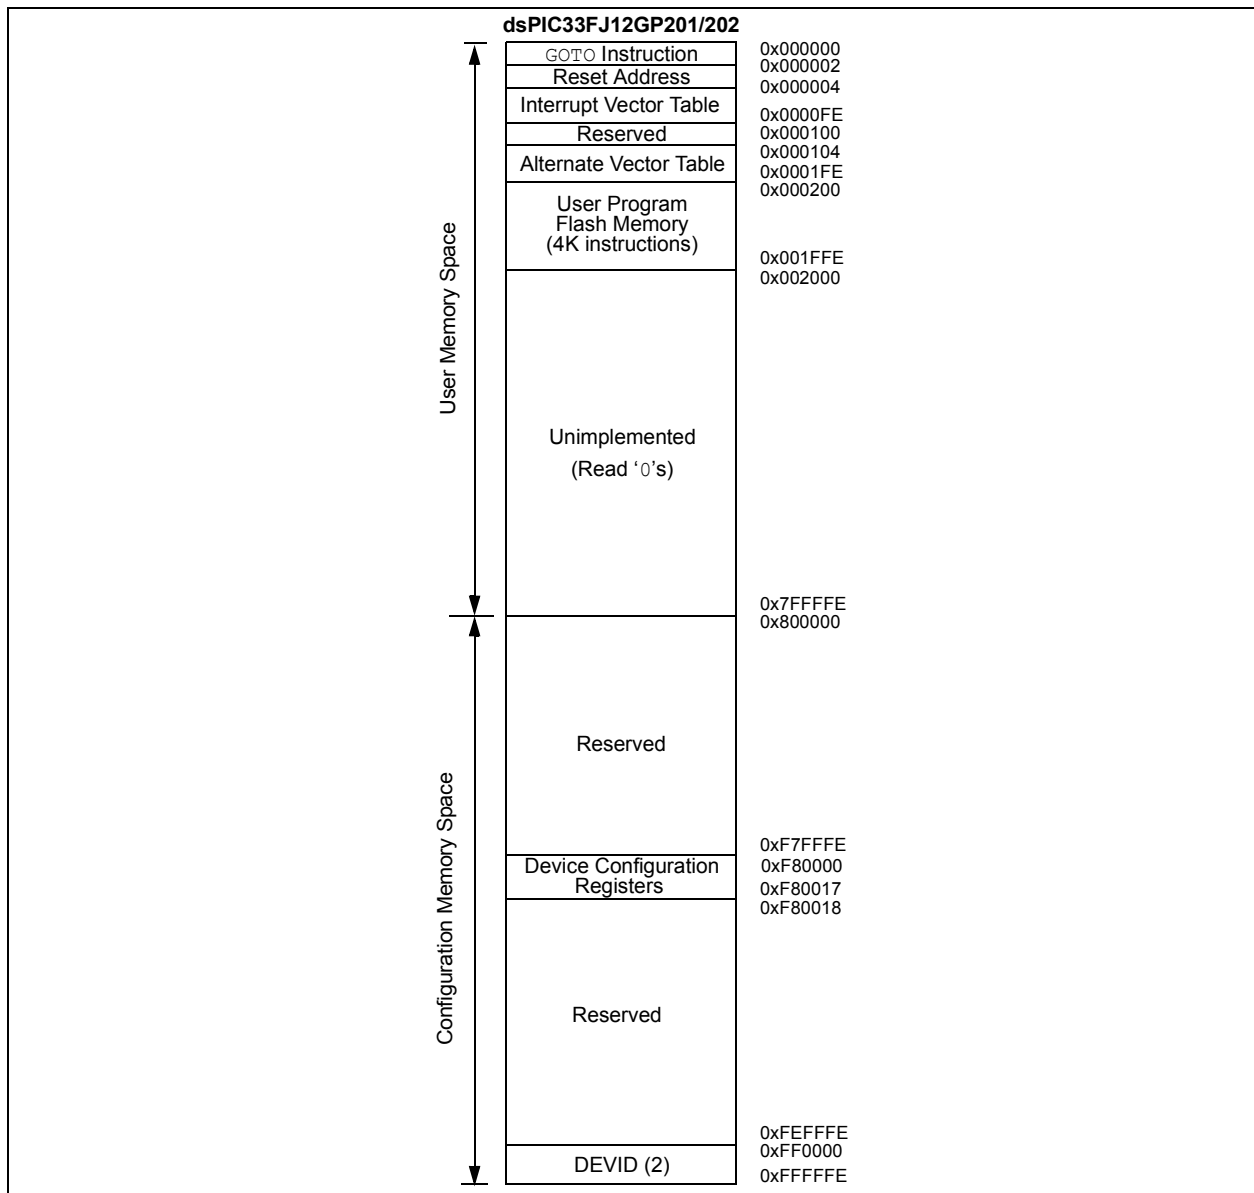 dsPIC33FJ12GP201/202
GOTO Instruction
0x000000
Reset Address
0x000002
0x000004
Interrupt Vector Table
0x0000FE
Reserved
0x000100
0x000104
Alternate Vector Table
0x0001FE
0x000200
User Program
Flash Memory
(4K instructions)
0x001FFE
0x002000
User Memory Space
Unimplemented
(Read ‘0’s)
0x7FFFFE
0x800000
Reserved
Configuration Memory Space
0xF7FFFE
Device Configuration
Registers
0xF80000
0xF80017
0xF80018
Reserved
0xFEFFFE
0xFF0000
DEVID (2)
0xFFFFFE